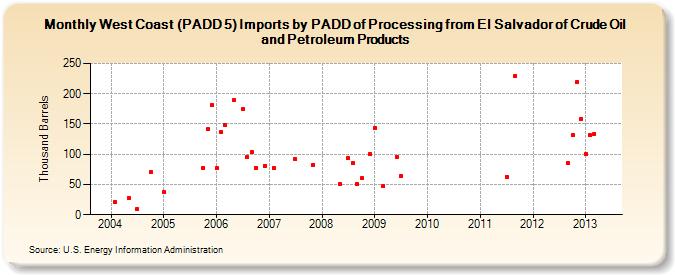 Monthly West Coast (PADD 5) Imports by PADD of Processing from El Salvador of Crude Oil
and Petroleum Products
Thousand Barrels
250
200
150
100
50
0
2004 2005 2006 2007 2008 2009 2010 2011 2012 2013
Source: U.S. Energy Information Administration